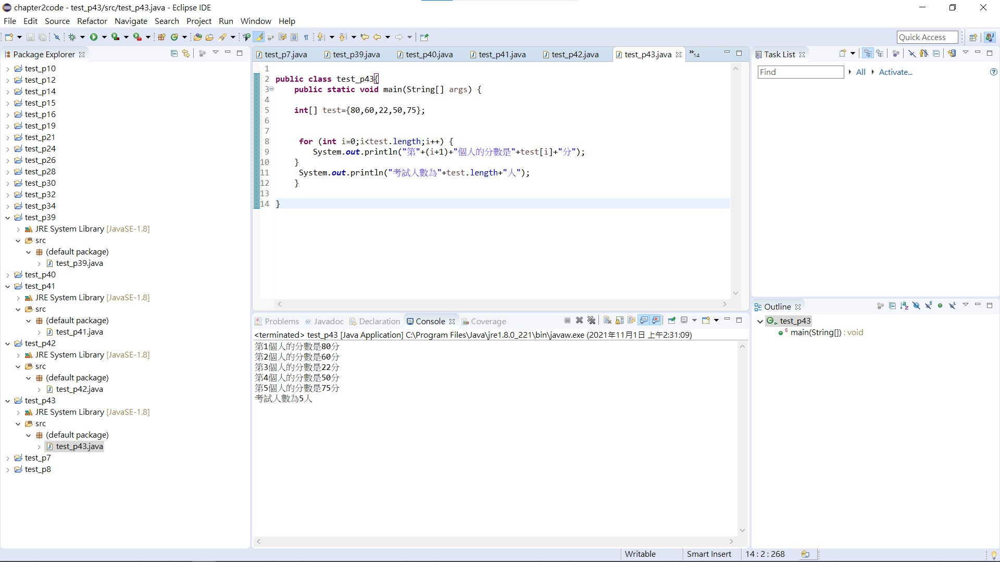 chapter2code - test_p43/src/test_p43.java - Eclipse IDE
File Edit Source Refactor Navigate Search Project Run Window Help
Quick Access
Package Explorer
test_p10
test_p12
test_p14
test_p15
test_p16
test_p19
test_p21
test_p24
test_p26
test_p28
test_p30
test_p32
test_p34
test_p39
JRE System Library [JavaSE-1.8]
src
(default package)
test_p39.java
test_p40
test_p41
JRE System Library [JavaSE-1.8]
src
(default package)
test_p41.java
test_p42
JRE System Library [JavaSE-1.8]
src
(default package)
test_p42.java
test_p43
JRE System Library [JavaSE-1.8]
src
(default package)
test_p43.java
test_p7
test_p8
test_p7.java test_p39.java test_p40.java test_p41.java test_p42.java test_p43.java »14
1
2 public class test_p43{
3 public static void main(String[] args) {
4
5 int[] test={80,60,22,50,75};
6
7
8 for (int i=0;i<test.length;i++) {
9 System.out.println("第"+(i+1)+"個人的分數是"+test[i]+"分");
10 }
11 System.out.println("考試人數為"+test.length+"人");
12 }
13
14 }
Problems Javadoc Declaration Console Coverage
<terminated> test_p43 [Java Application] C:\Program Files\Java\jre1.8.0_221\bin\javaw.exe (2021年11月1日 上午2:31:09)
第1個人的分數是80分
第2個人的分數是60分
第3個人的分數是22分
第4個人的分數是50分
第5個人的分數是75分
考試人數為5人
Task List
Find All Activate...
Outline
test_p43
main(String[]) : void
Writable Smart Insert 14 : 2 : 268